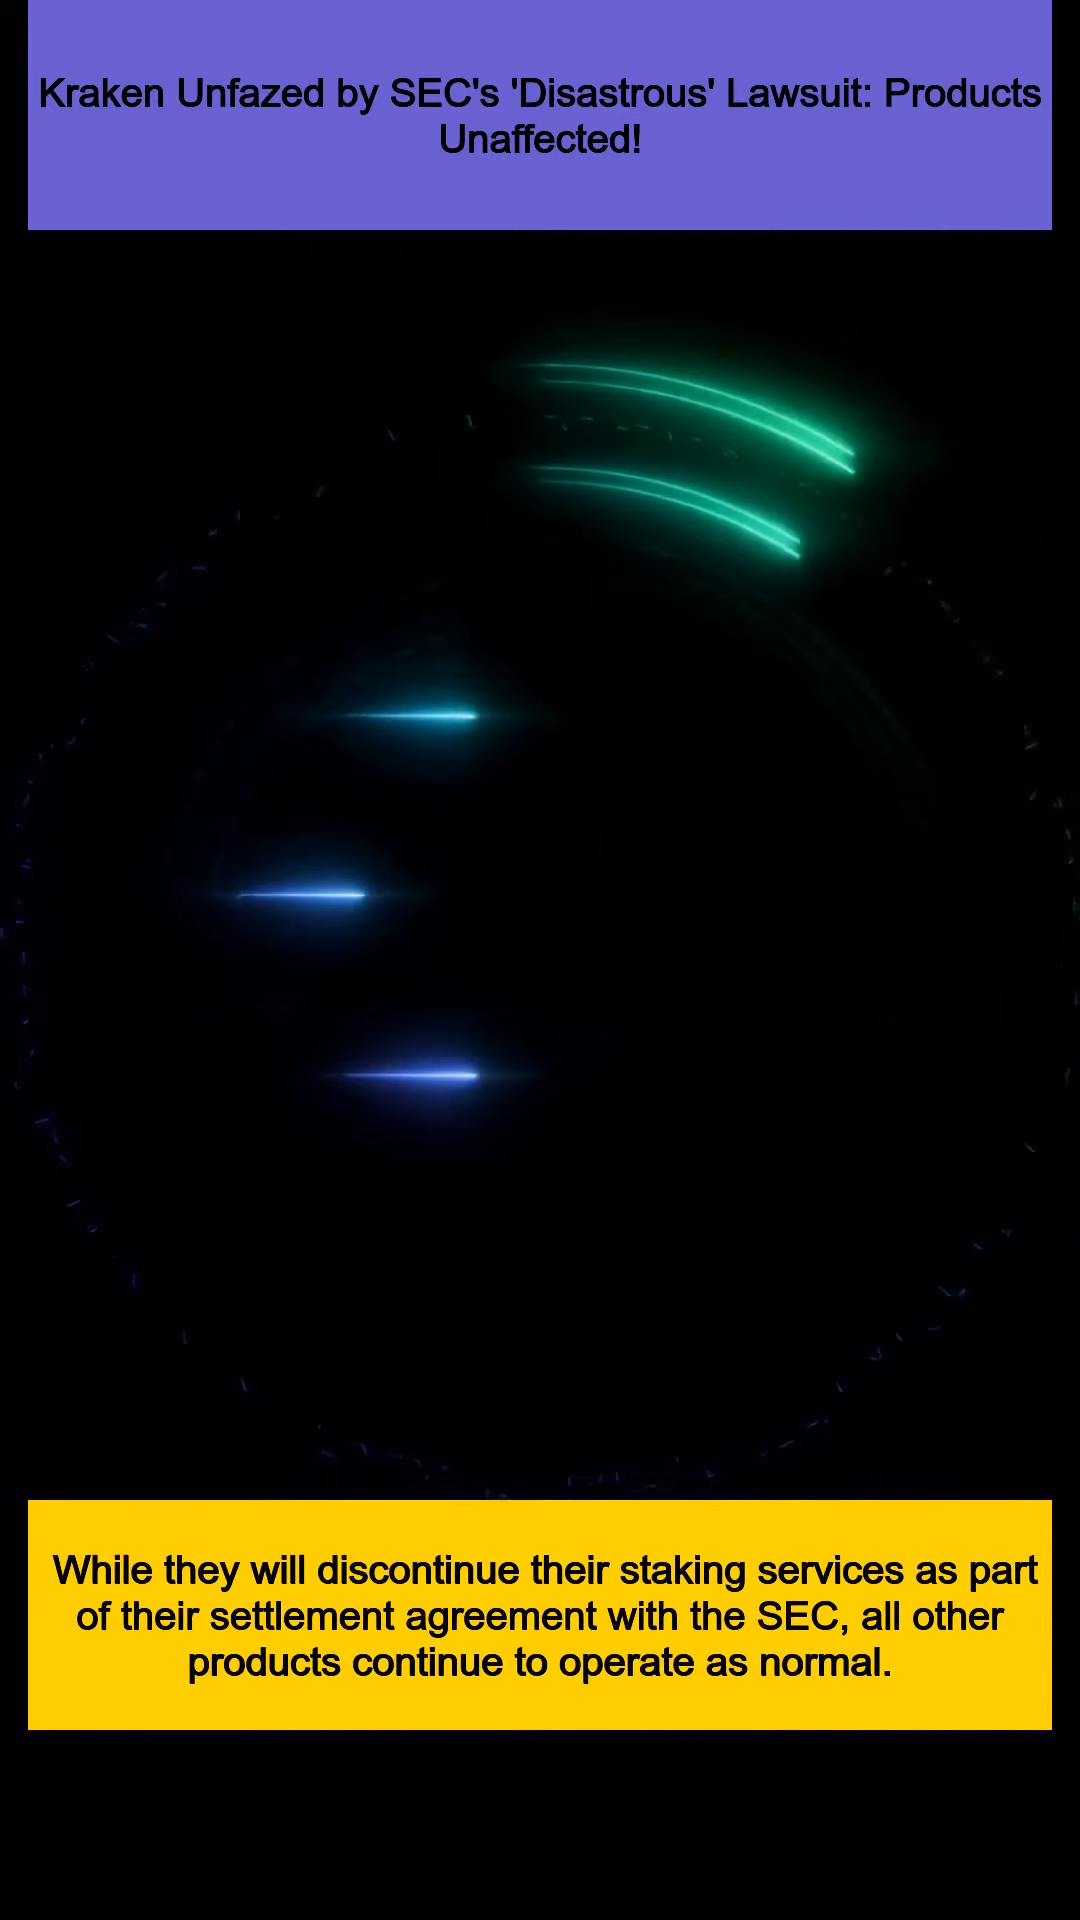 Kraken Unfazed by SEC's 'Disastrous' Lawsuit: Products
Unaffected!
While they will discontinue their staking services as part
of their settlement agreement with the SEC, all other
products continue to operate as normal.